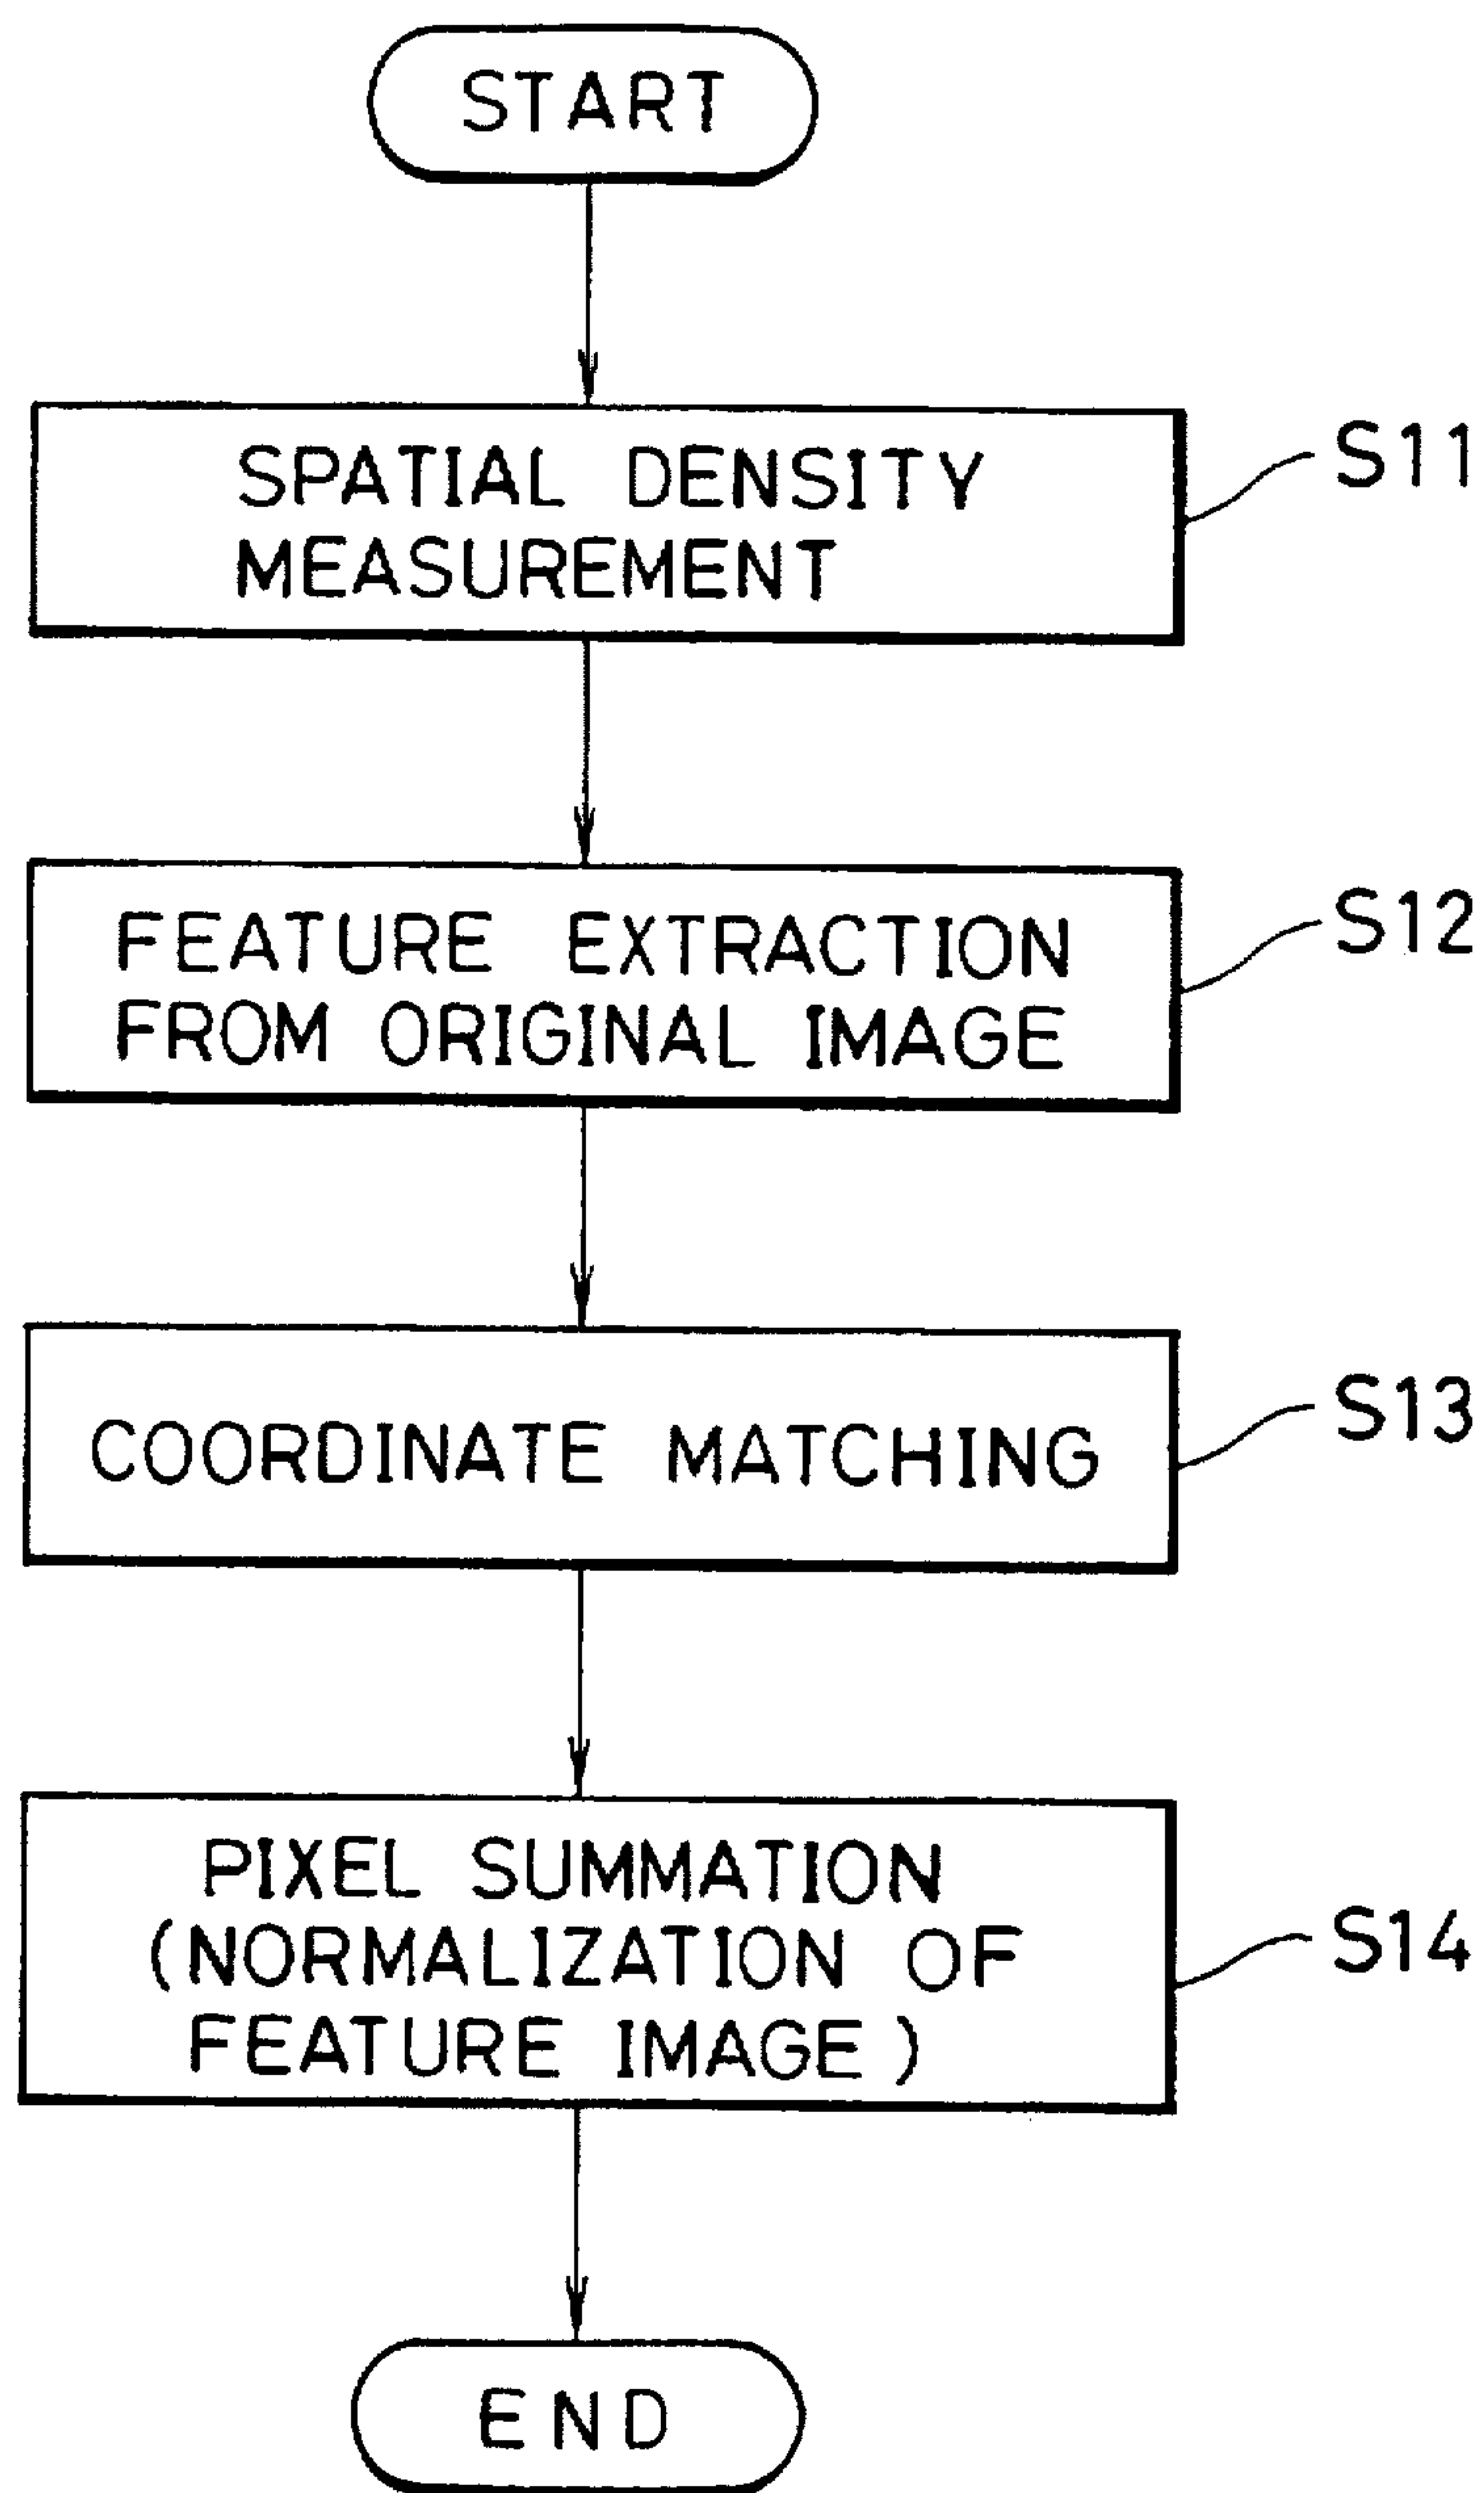 START
SPATIAL DENSITY
MEASUREMENT
S11
FEATURE EXTRACTION
FROM ORIGINAL IMAGE
S12
COORDINATE MATCHING
S13
PIXEL SUMMATION
(NORMALIZATION OF
FEATURE IMAGE )
S14
END